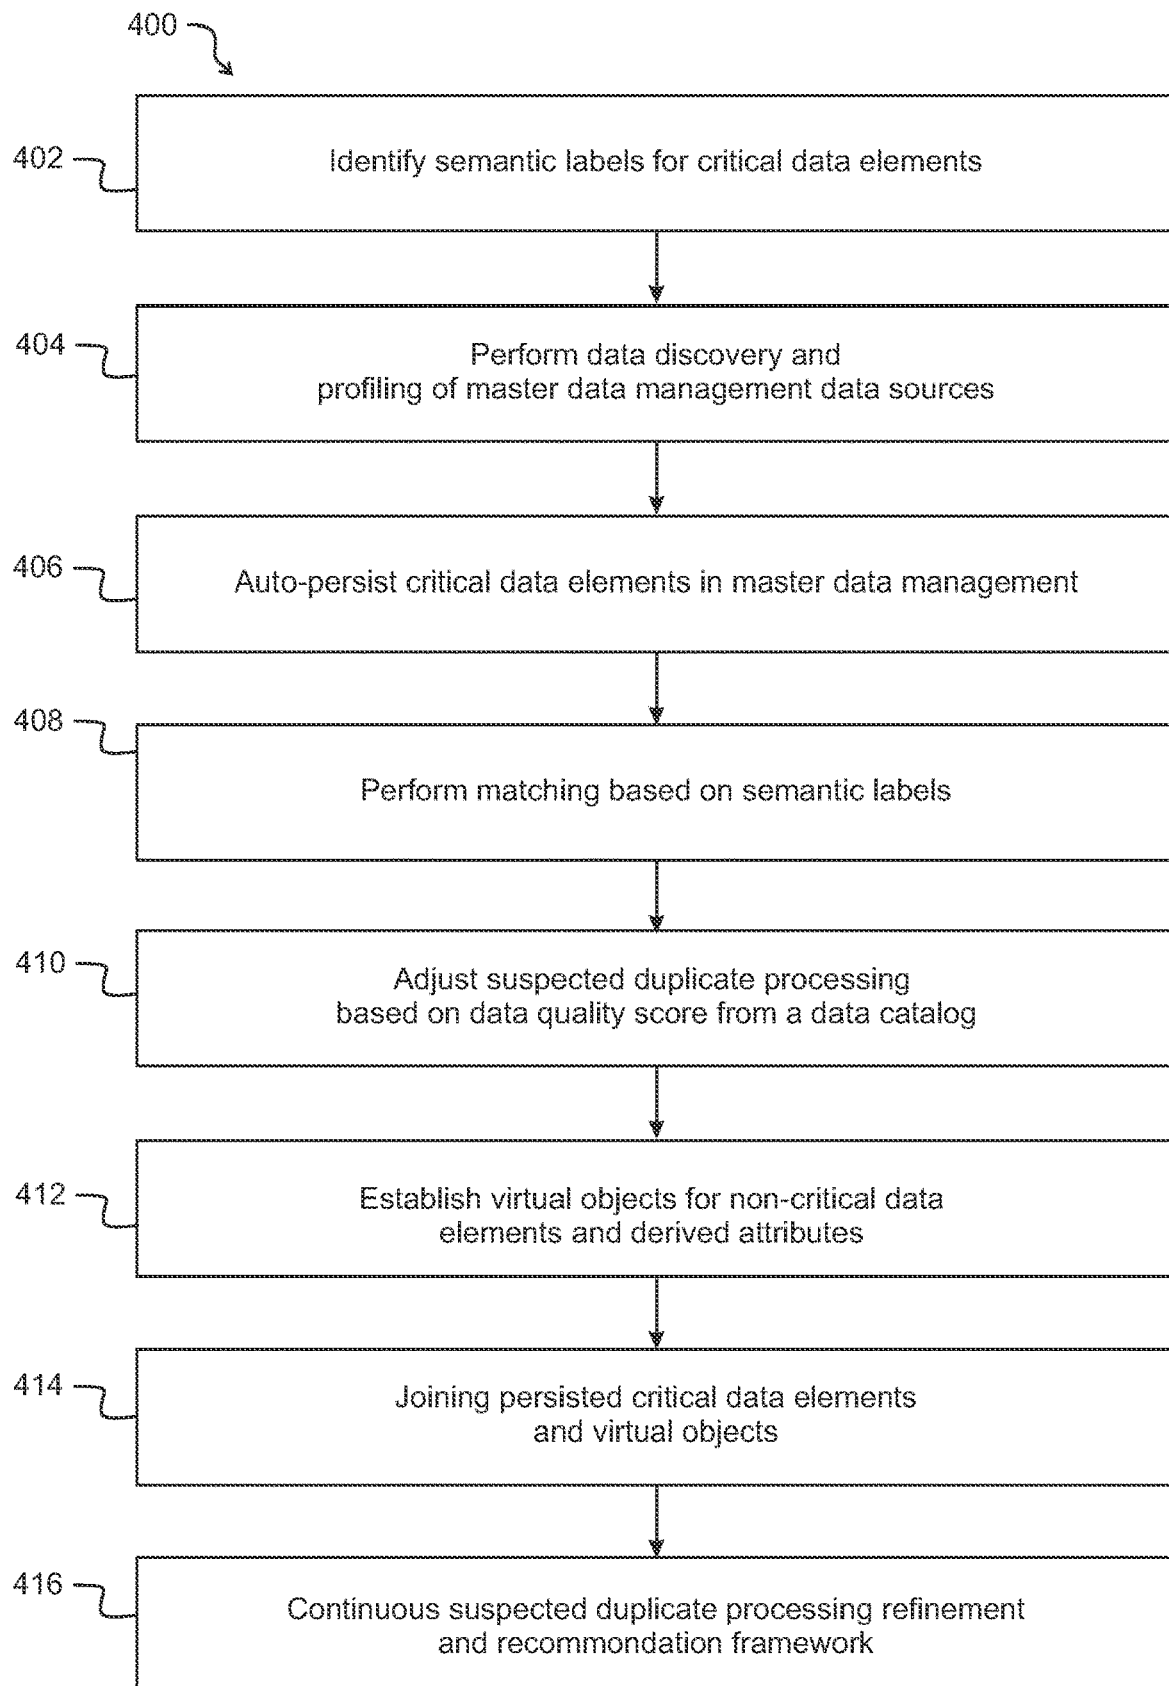 400
402
Identify semantic labels for critical data elements
404
Perform data discovery and
profiling of master data management data sources
406
Auto-persist critical data elements in master data management
408
Perform matching based on semantic labels
410
Adjust suspected duplicate processing
based on data quality score from a data catalog
412
Establish virtual objects for non-critical data
elements and derived attributes
414
Joining persisted critical data elements
and virtual objects
416
Continuous suspected duplicate processing refinement
and recommondation framework